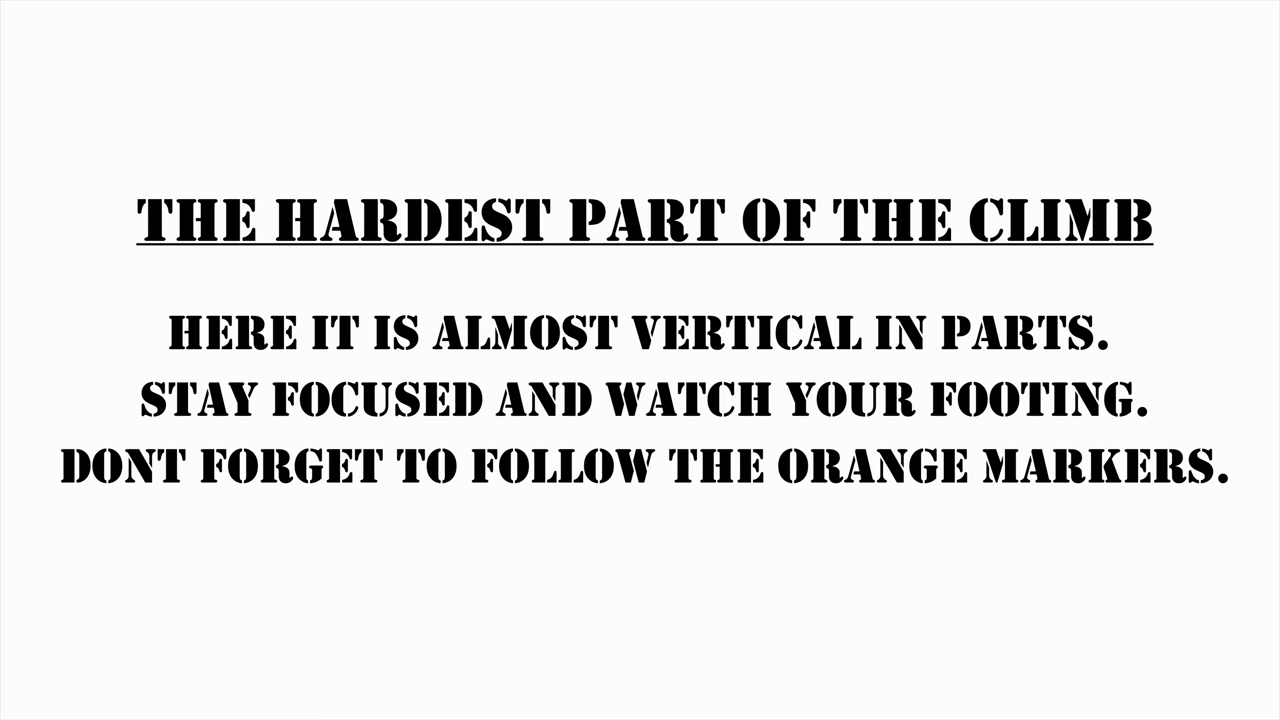 THE HARDEST PART OF THE CLIMB
HERE IT IS ALMOST VERTICAL IN PARTS.
STAY FOCUSED AND WATCH YOUR FOOTING.
DONT FORGET TO FOLLOW THE ORANGE MARKERS.